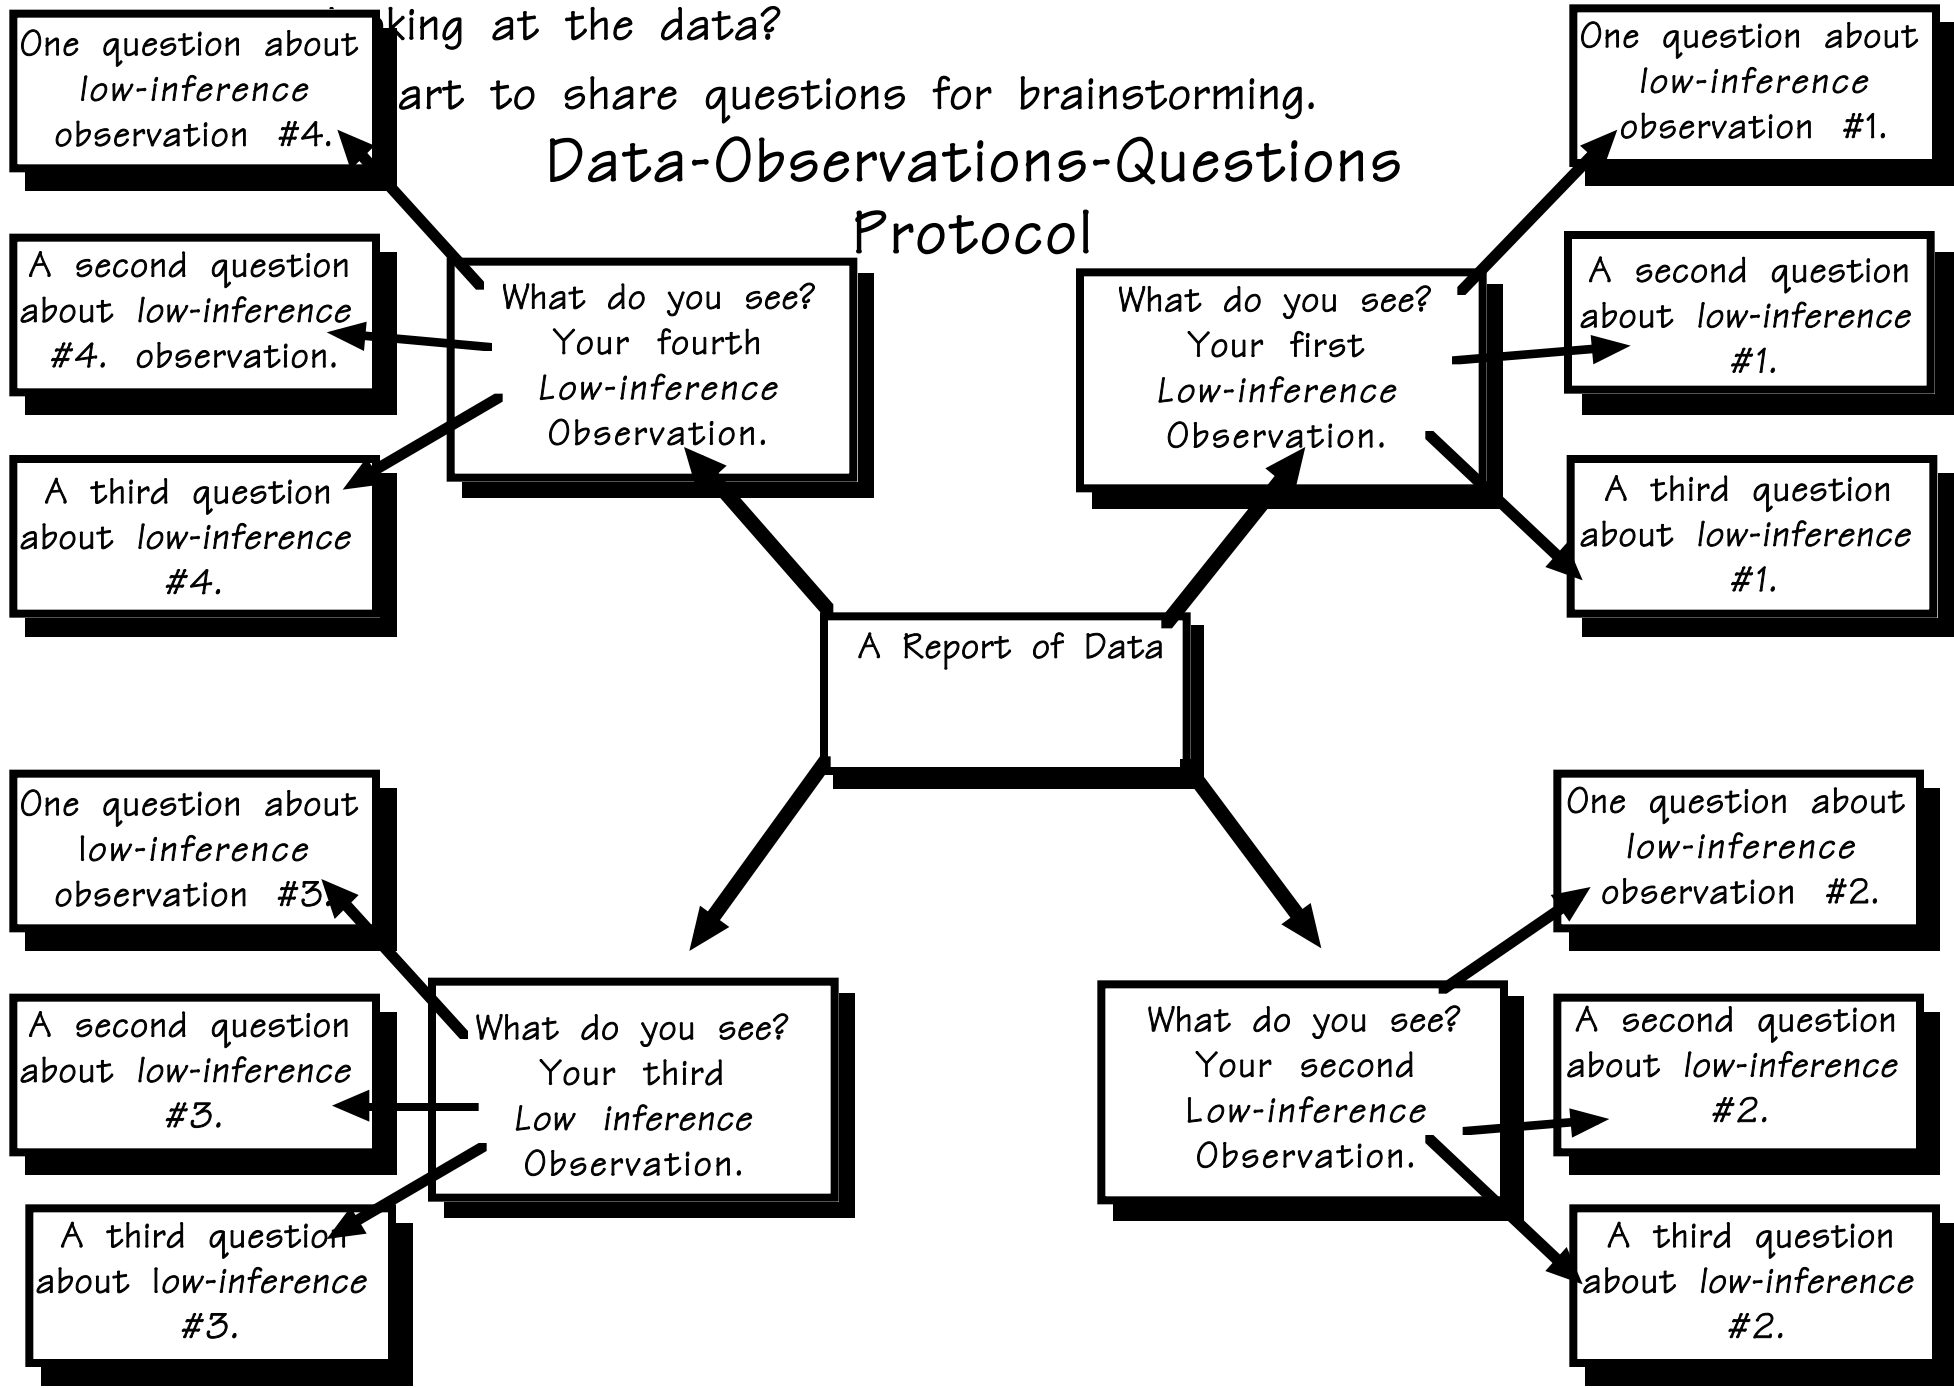 king at the data?
art to share questions for brainstorming.
Data-Observations-Questions
Protocol
One question about
low-inference
observation #4.
A second question
about low-inference
#4. observation.
A third question
about low-inference
#4.
What do you see?
Your fourth
Low-inference
Observation.
What do you see?
Your first
Low-inference
Observation.
One question about
low-inference
observation #1.
A second question
about low-inference
#1.
A third question
about low-inference
#1.
A Report of Data
One question about
low-inference
observation #3.
A second question
about low-inference
#3.
A third question
about low-inference
#3.
What do you see?
Your third
Low inference
Observation.
What do you see?
Your second
Low-inference
Observation.
One question about
low-inference
observation #2.
A second question
about low-inference
#2.
A third question
about low-inference
#2.